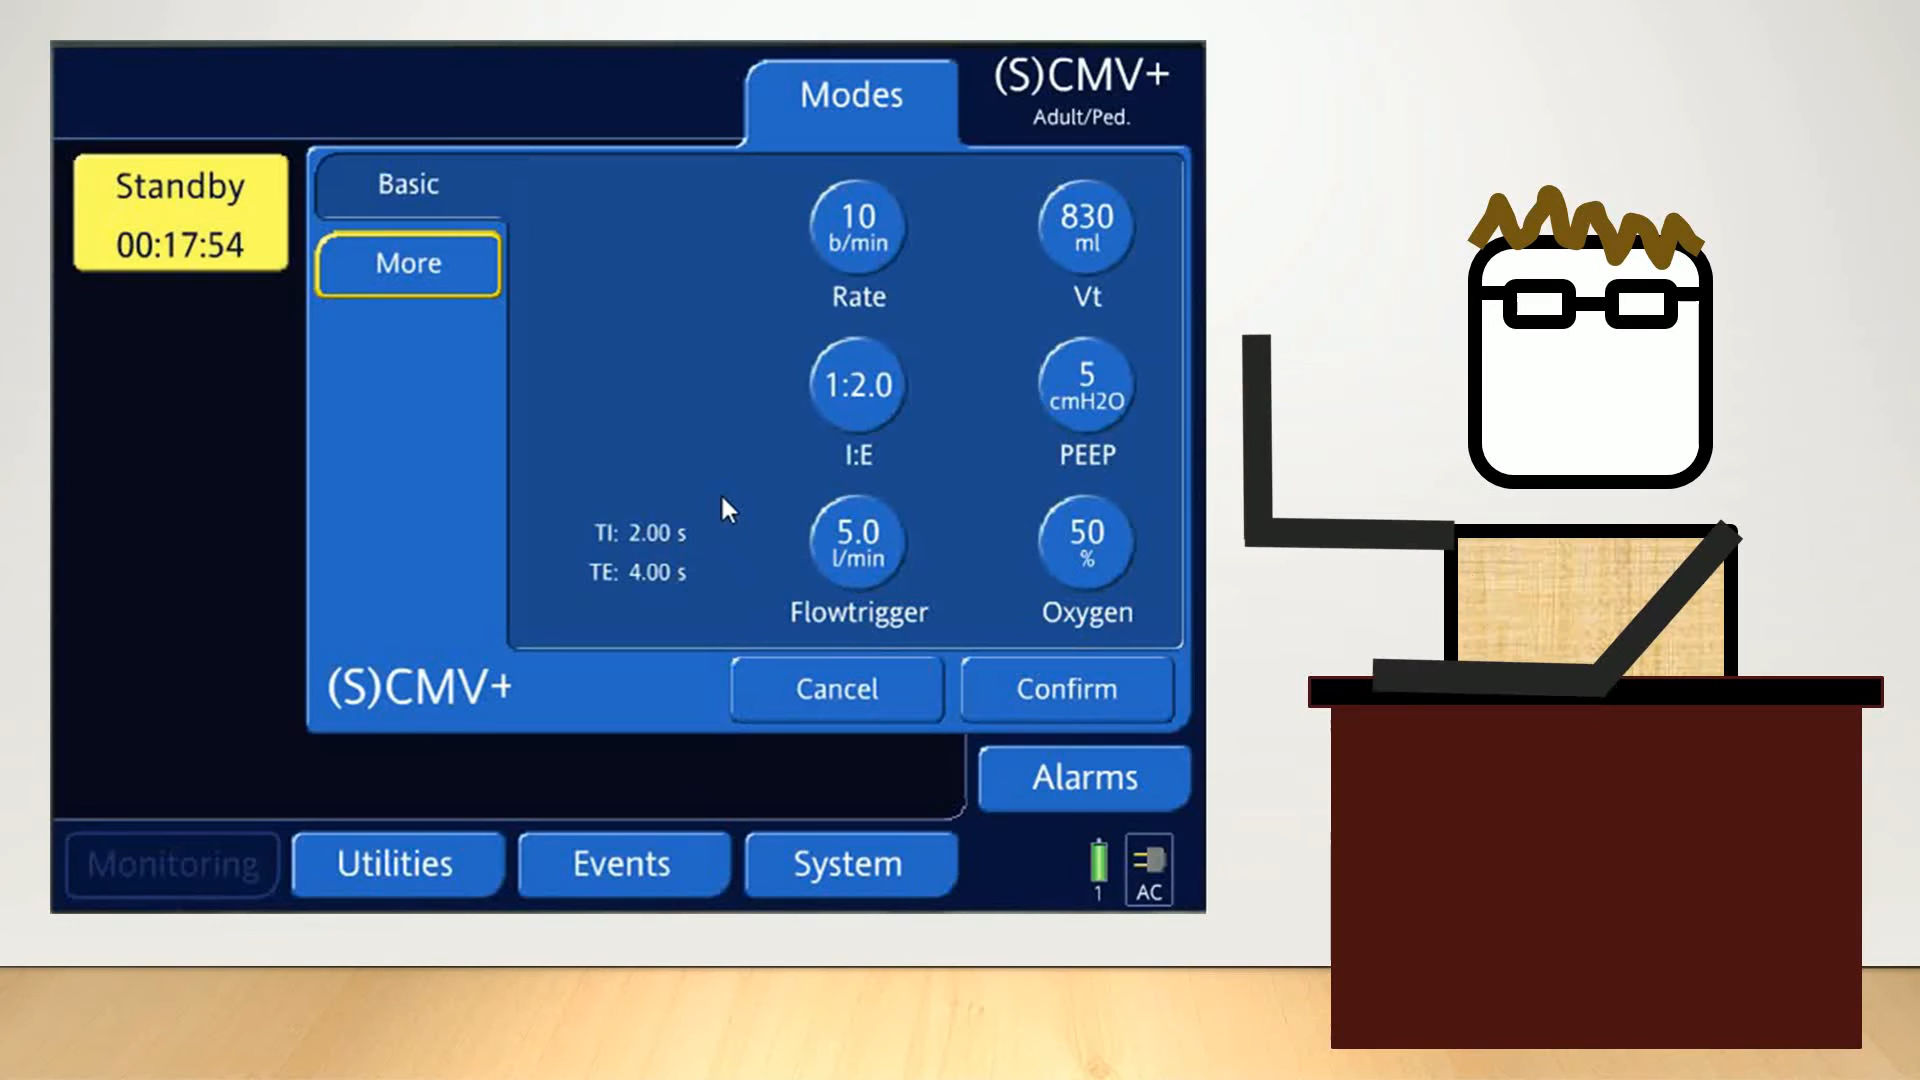 Modes
(S)CMV+
Adult/Ped.
Standby
00:17:54
Basic
More
10
b/min
Rate
830
ml
Vt
1:2.0
I:E
5
cmH2O
PEEP
TI: 2.00 s
TE: 4.00 s
5.0
l/min
Flowtrigger
50
%
Oxygen
(S)CMV+
Cancel
Confirm
Alarms
Monitoring
Utilities
Events
System
1
AC